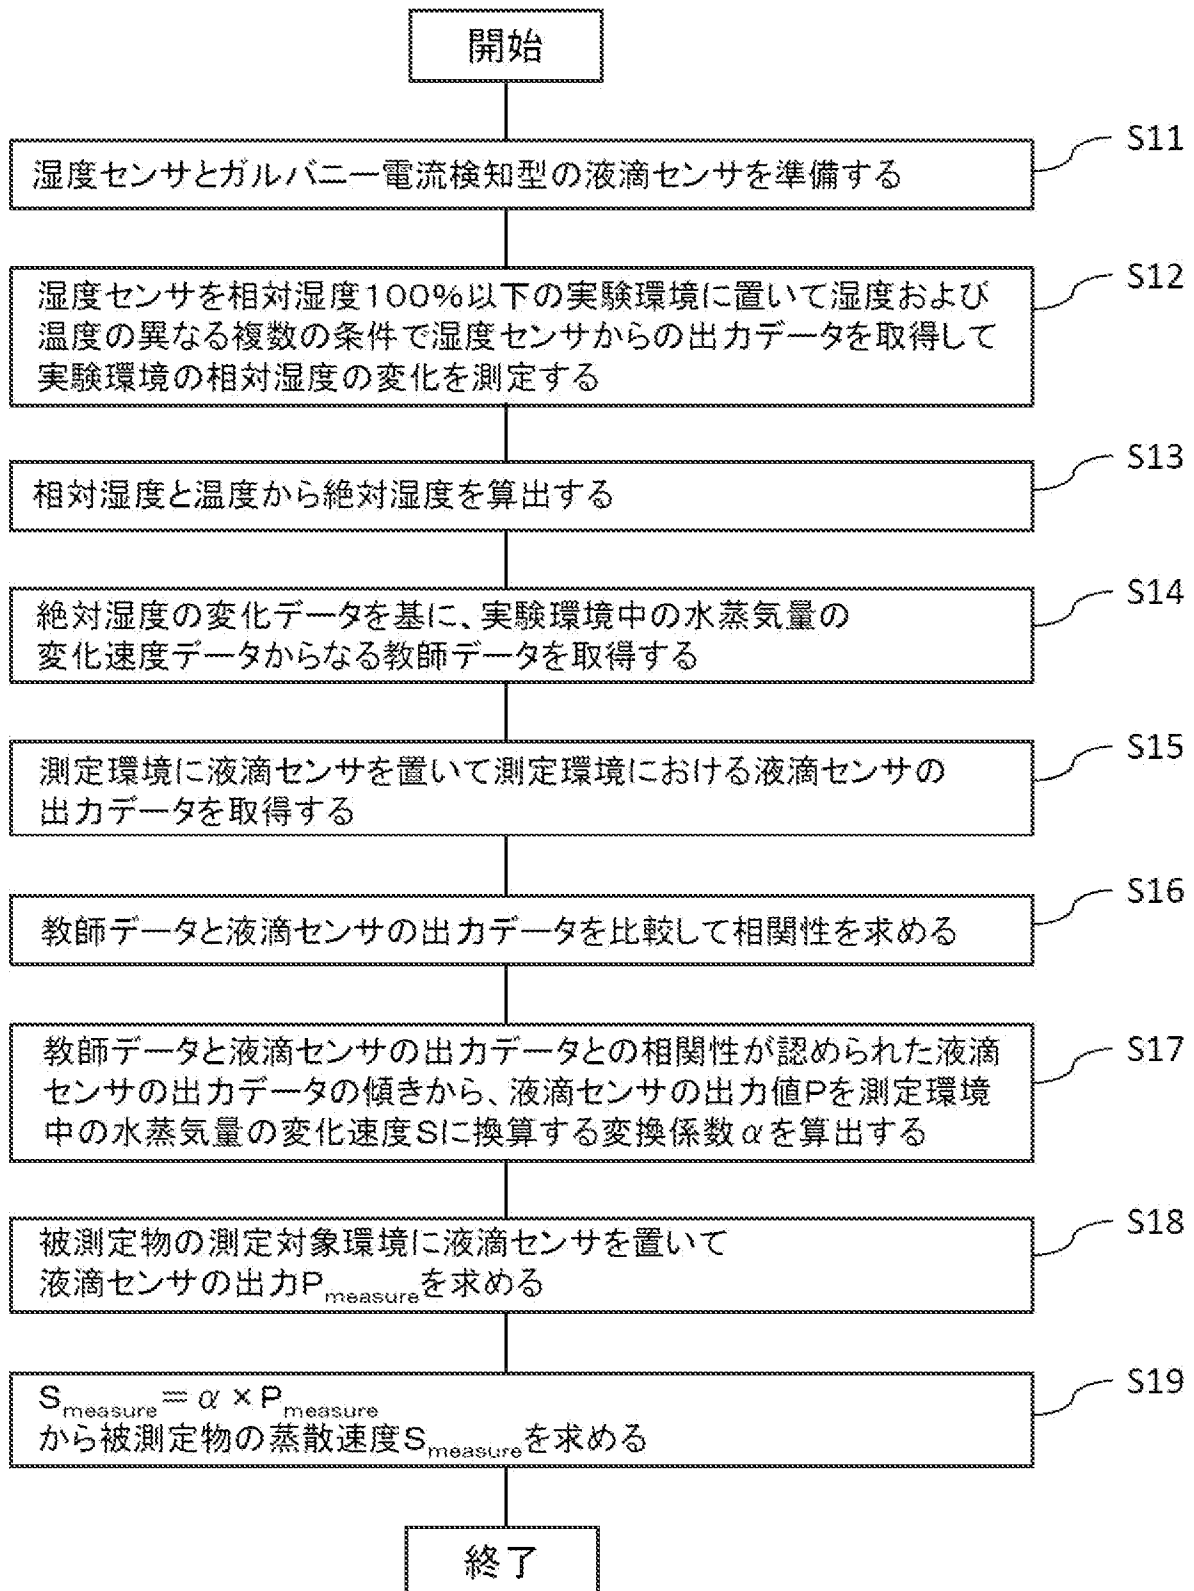 開始
S11
湿度センサとガルバニー電流検知型の液滴センサを準備する
S12
湿度センサを相対湿度100%以下の実験環境に置いて湿度および
温度の異なる複数の条件で湿度センサからの出力データを取得して
実験環境の相対湿度の変化を測定する
S13
相対湿度と温度から絶対湿度を算出する
S14
絶対湿度の変化データを基に、実験環境中の水蒸気量の
変化速度データからなる教師データを取得する
S15
測定環境に液滴センサを置いて測定環境における液滴センサの
出力データを取得する
S16
教師データと液滴センサの出力データを比較して相関性を求める
S17
教師データと液滴センサの出力データとの相関性が認められた液滴
センサの出力データの傾きから、液滴センサの出力値Pを測定環境
中の水蒸気量の変化速度Sに換算する変換係数αを算出する
S18
被測定物の測定対象環境に液滴センサを置いて
液滴センサの出力Pmeasureを求める
S19
Smeasure=α×Pmeasure
から被測定物の蒸散速度Smeasureを求める
終了